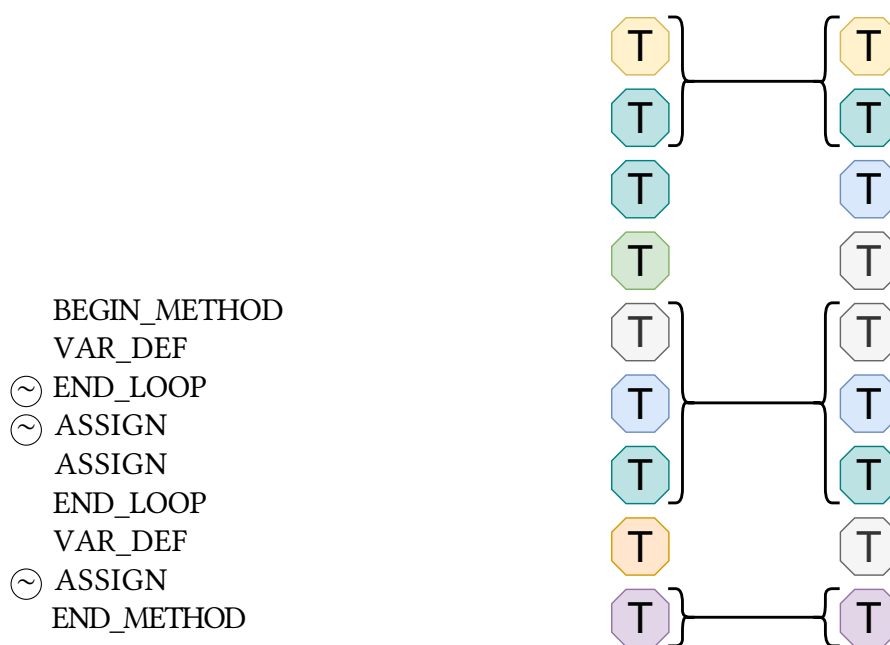 T T
T T
T T
T T
BEGIN_METHOD T T
VAR_DEF
~ END_LOOP T T
~ ASSIGN
ASSIGN T T
END_LOOP
VAR_DEF T T
~ ASSIGN
END_METHOD T T